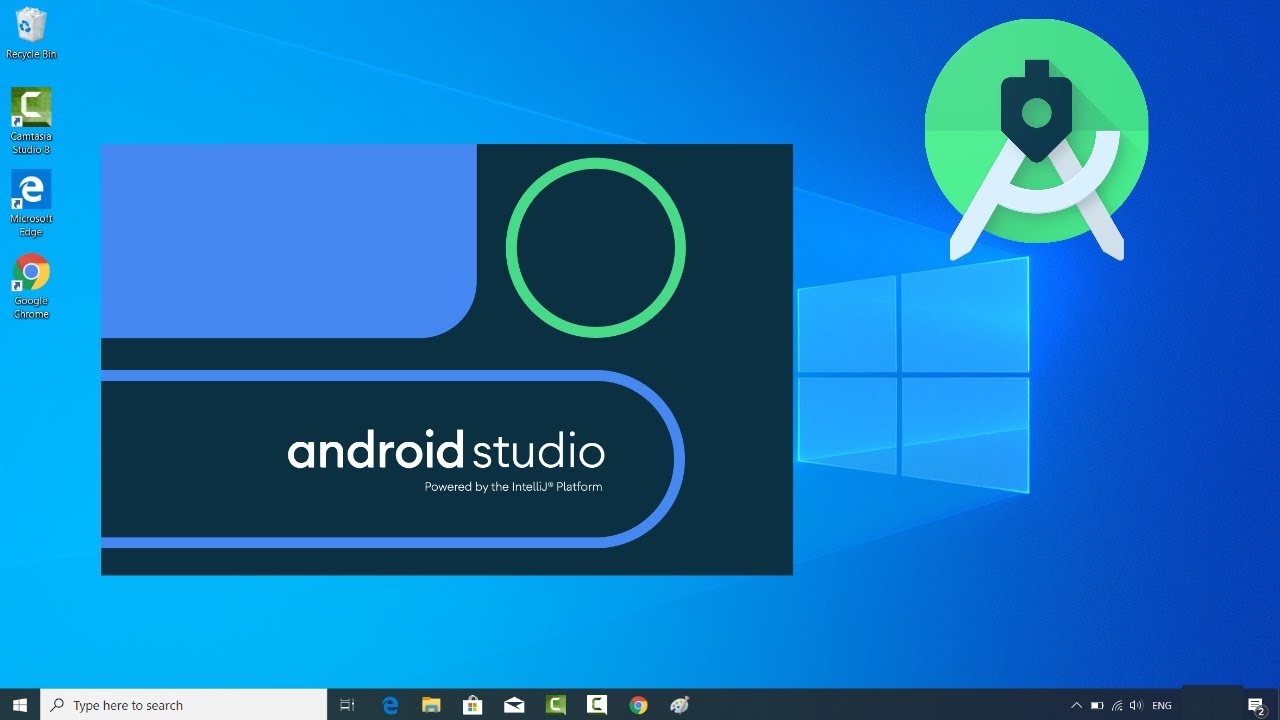 Recycle Bin
Camtasia
Studio 8
Microsoft
Edge
Google
Chrome
android studio
Powered by the IntelliJ® Platform
Type here to search
ENG
2